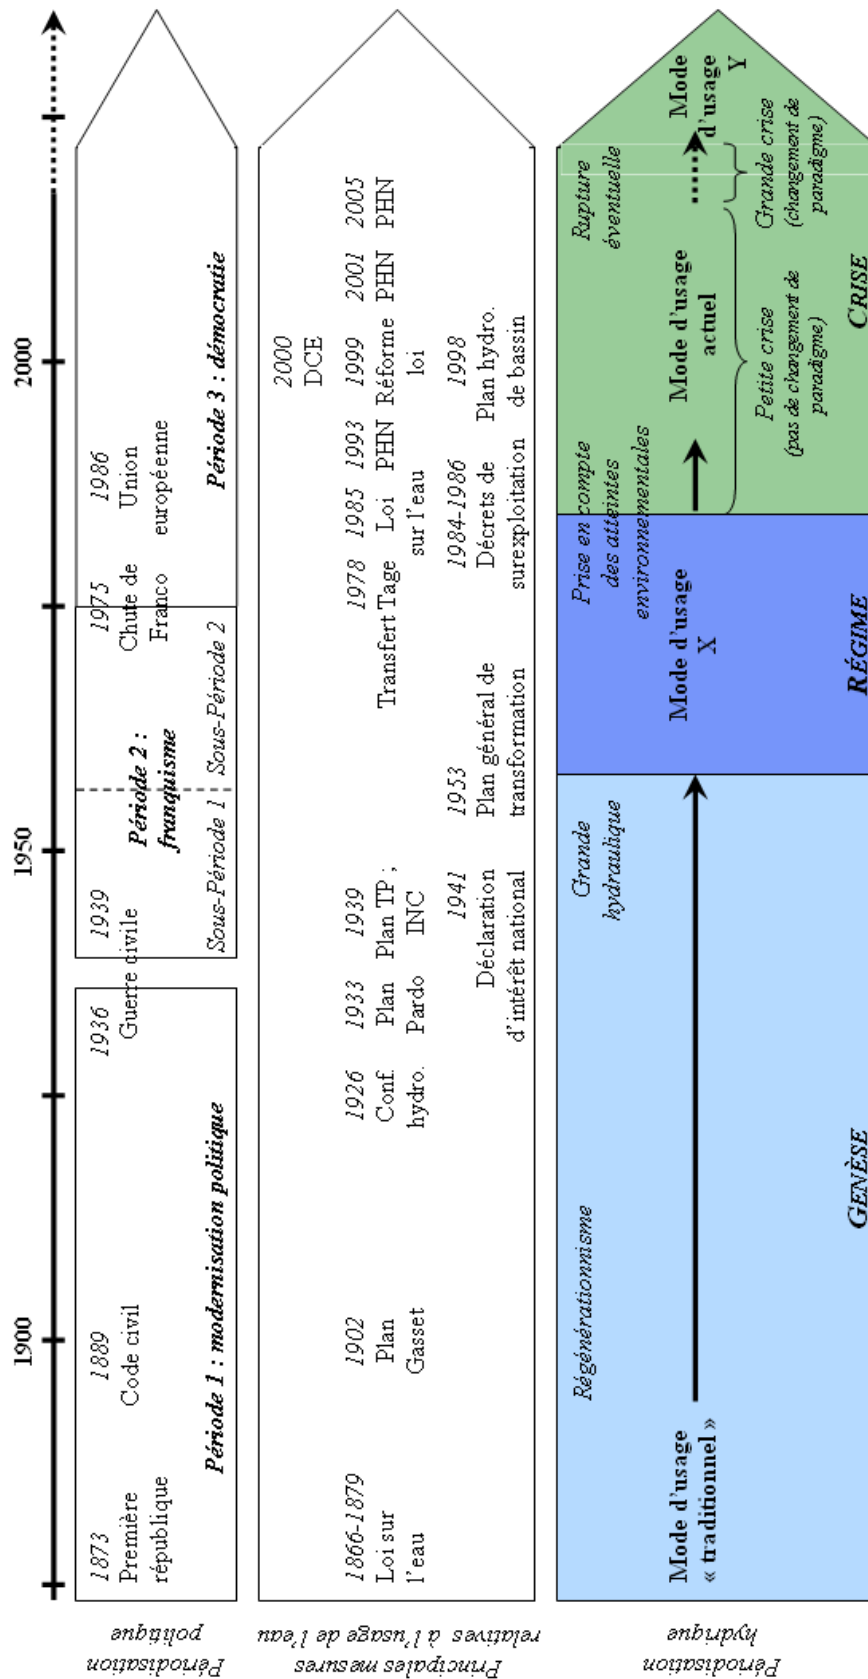 1900
1950
2000
Périodisation
politique
1873
Première
république
1889
Code civil
Période 1 : modernisation politique
1936
1939
Guerre civile
Période 2 :
franquisme
Sous-Période 1
Sous-Période 2
1975
Chute de
Franco
1986
Union
européenne
Période 3 : démocratie
Principales mesures
relatives à l'usage de l'eau
1866-1879
Loi sur
l'eau
1902
Plan
Gasset
1926
Conf.
hydro.
1933
Plan
Pardo
1939
Plan TP ;
INC
1941
Déclaration
d'intérêt national
1953
Plan général de
transformation
1978
Transfert Tage
1985
Loi
sur l'eau
1984-1986
Décrets de
surexploitation
1993
PHN
2000
DCE
1999
Réforme
loi
1998
Plan hydro.
de bassin
2001
PHN
2005
PHN
Périodisation
hydrique
Régénérationnisme
Grande
hydraulique
Prise en compte
des atteintes
environnementales
Rupture
éventuelle
Mode d'usage
« traditionnel »
Mode d'usage
X
Mode d'usage
actuel
Mode
d'usage
Y
Petite crise
(pas de changement de
paradigme)
Grande crise
(changement de
paradigme)
GENÈSE
RÉGIME
CRISE